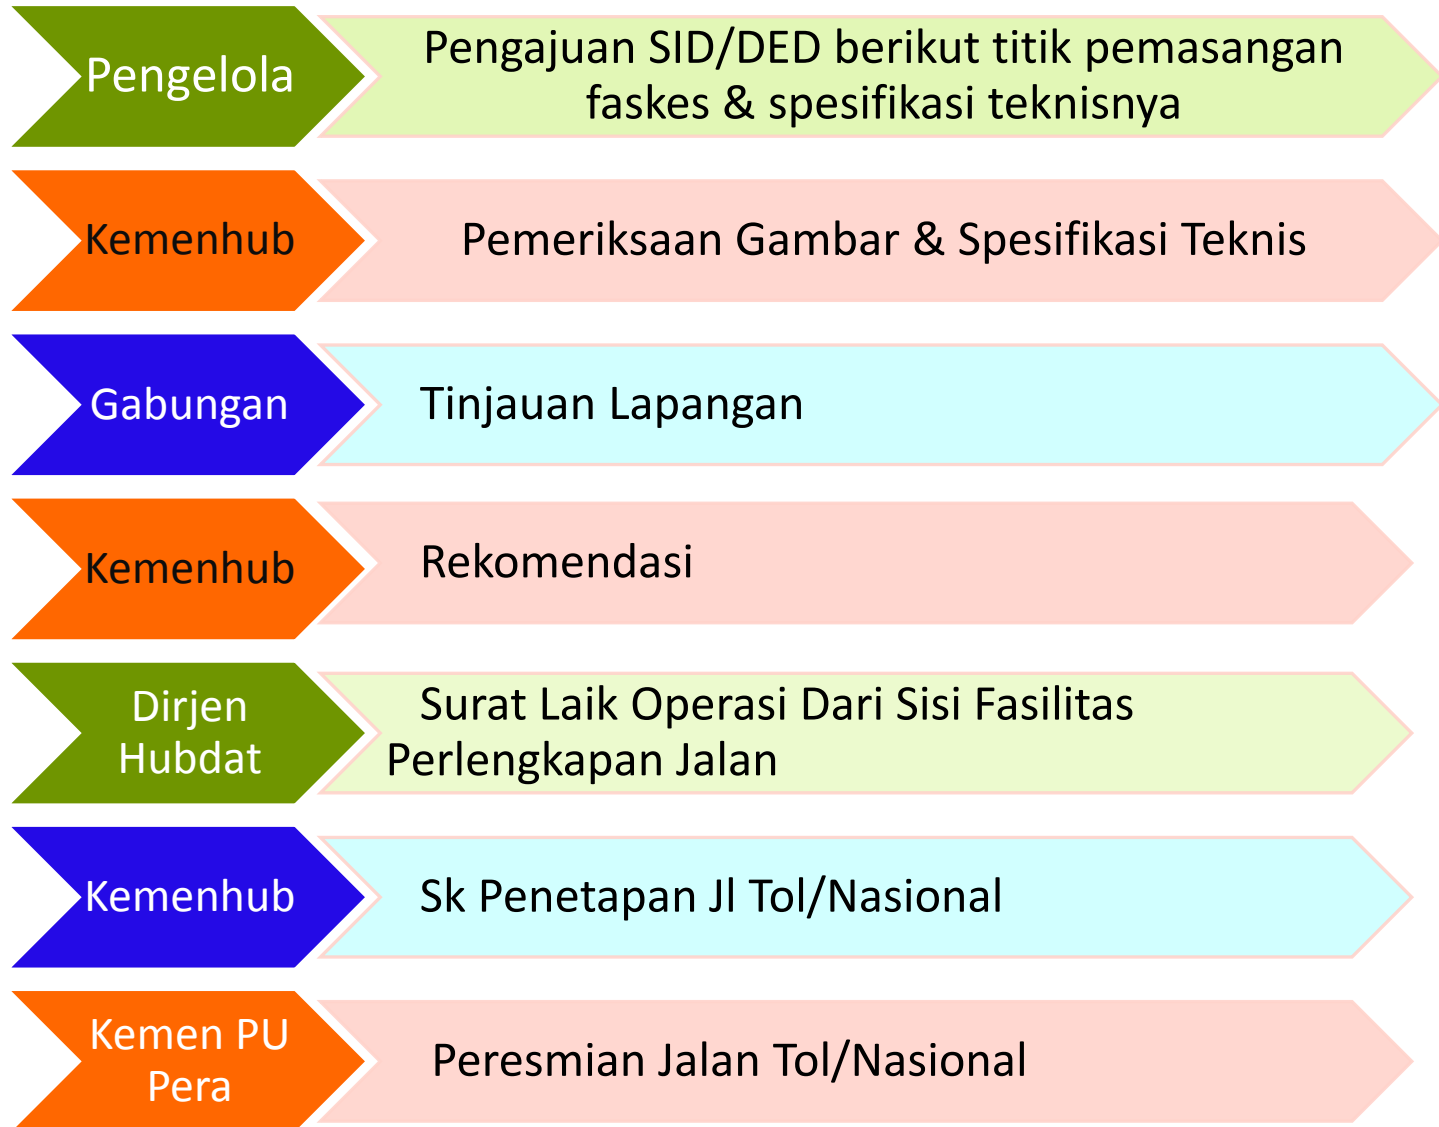 Pengelola
Pengajuan SID/DED berikut titik pemasangan
faskes & spesifikasi teknisnya
Kemenhub
Pemeriksaan Gambar & Spesifikasi Teknis
Gabungan
Tinjauan Lapangan
Kemenhub
Rekomendasi
Dirjen
Hubdat
Surat Laik Operasi Dari Sisi Fasilitas
Perlengkapan Jalan
Kemenhub
Sk Penetapan Jl Tol/Nasional
Kemen PU
Pera
Peresmian Jalan Tol/Nasional